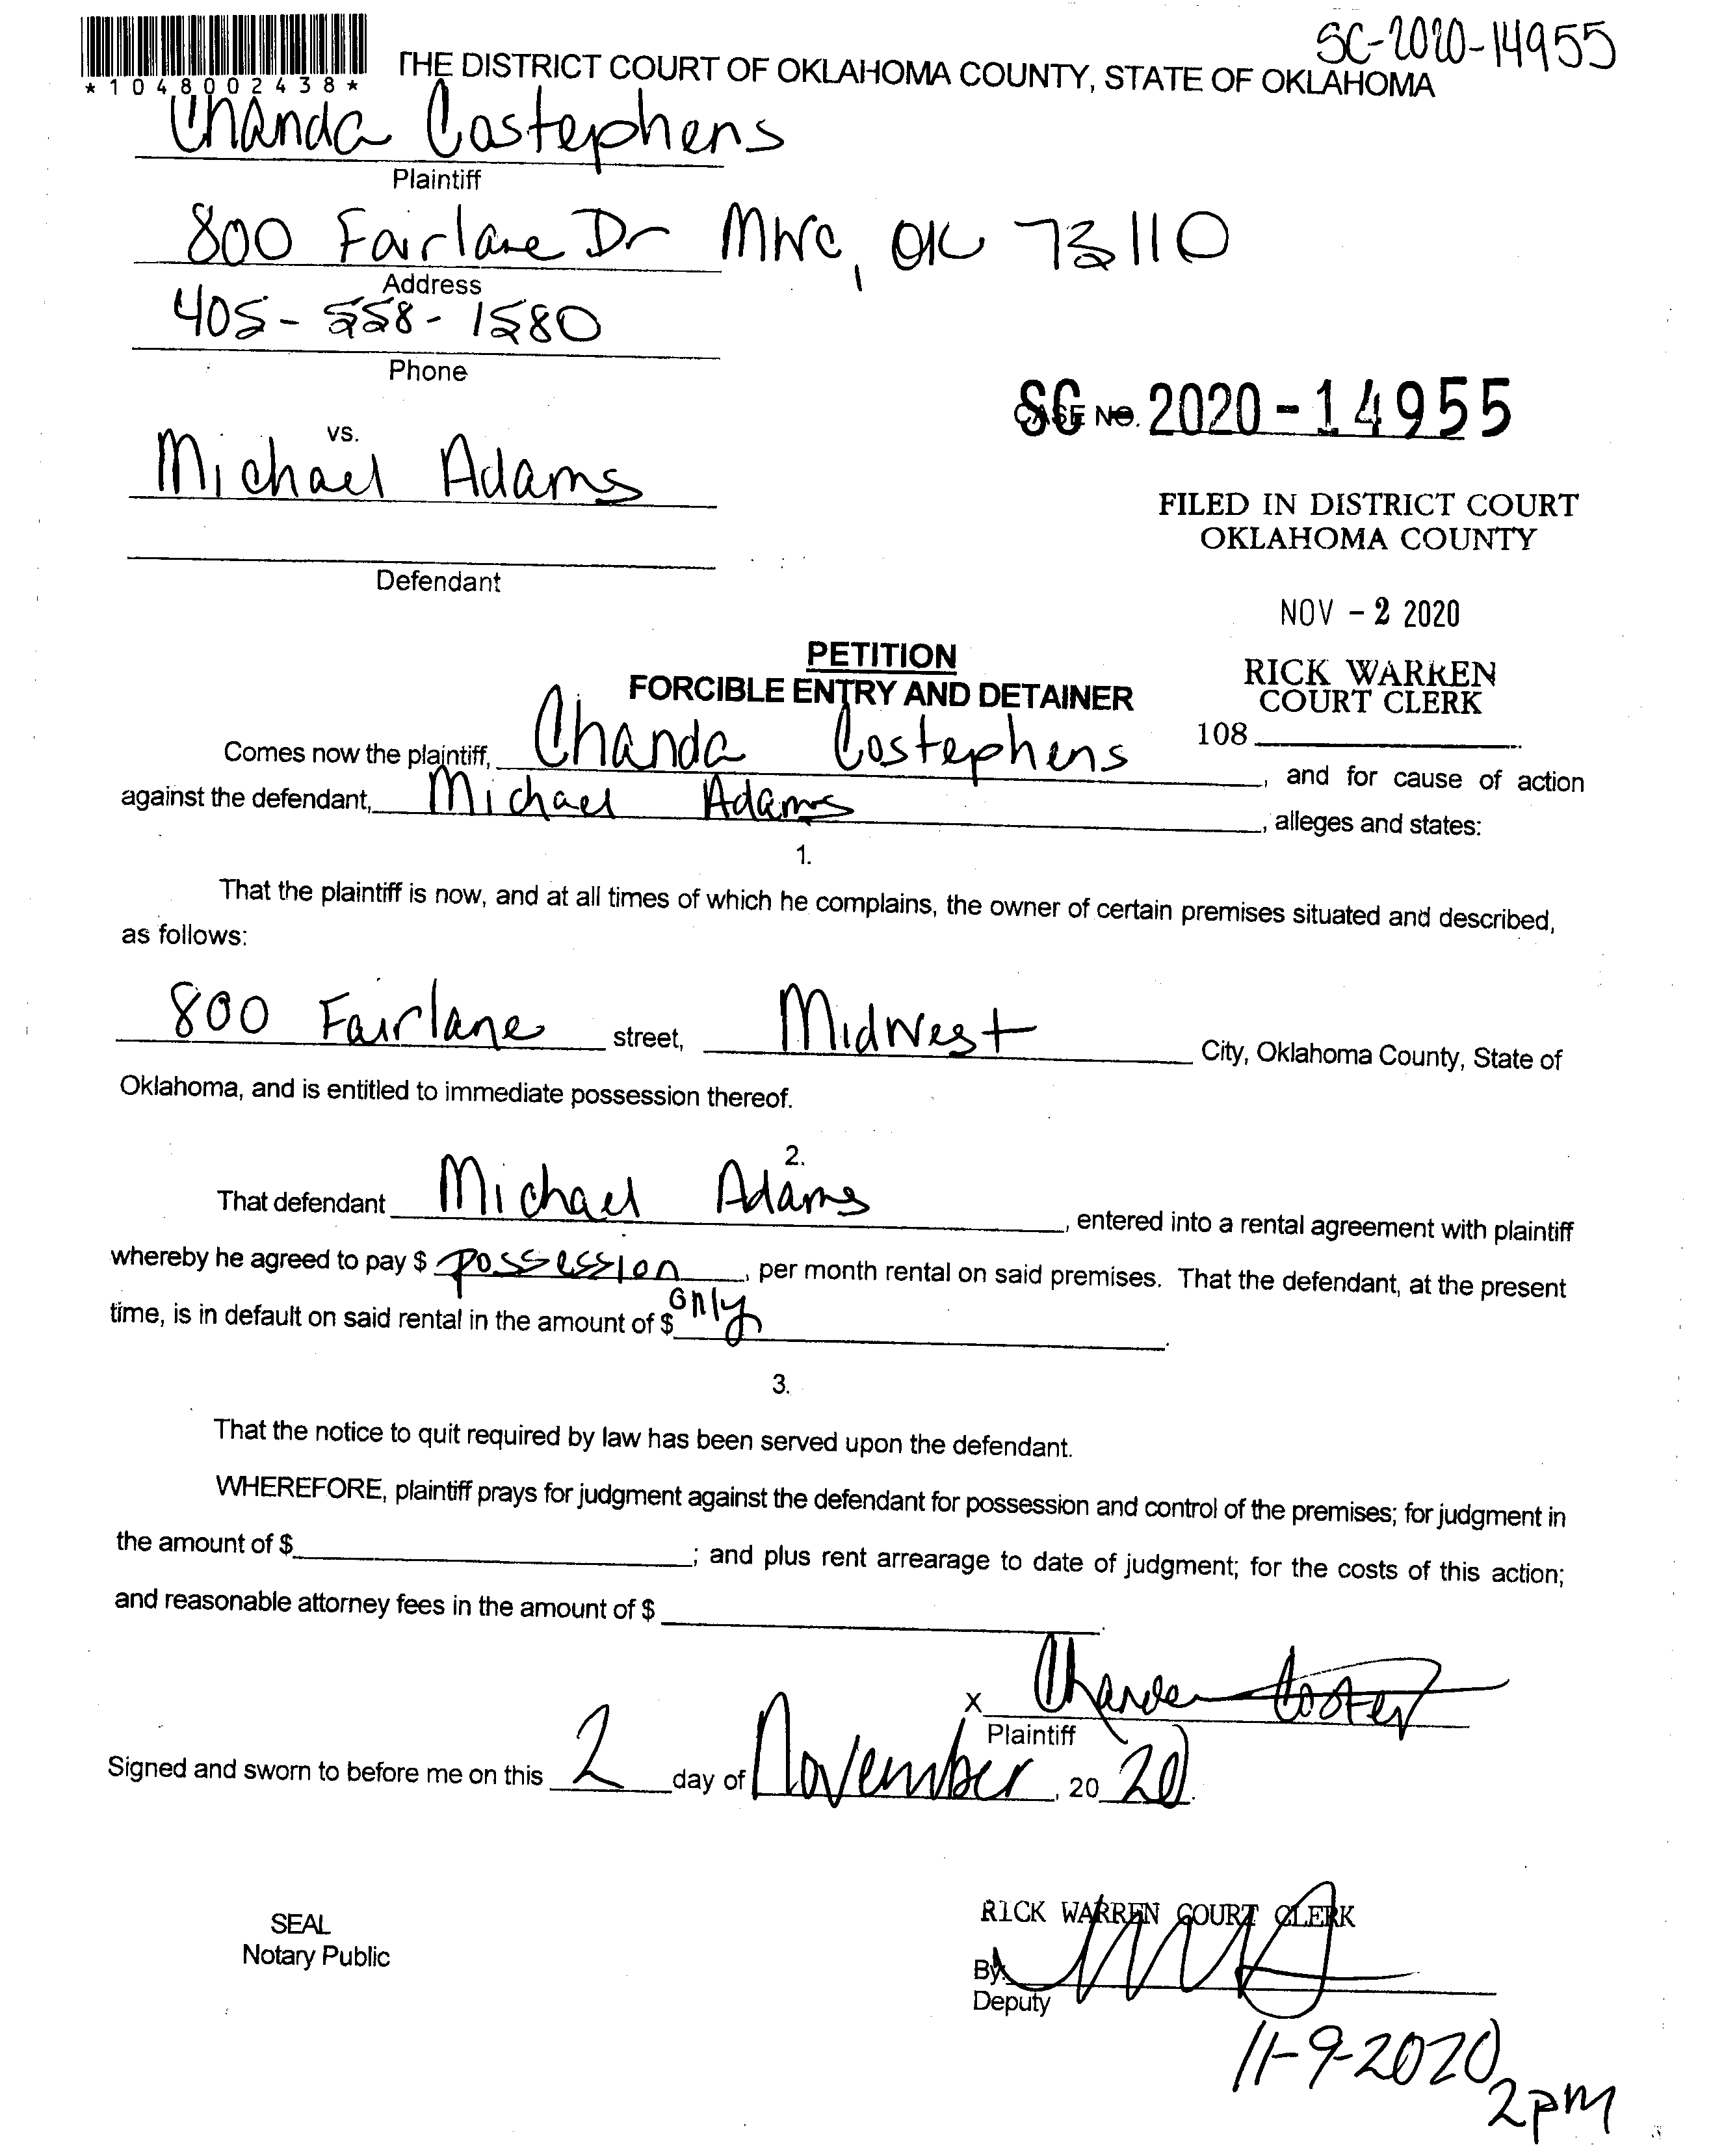 SC-2020-14955
*1048002438*
THE DISTRICT COURT OF OKLAHOMA COUNTY, STATE OF OKLAHOMA
Chanda Costephens
Plaintiff
800 Fairlane Dr MWC, OK 73110
Address
405-558-1580
Phone
SC CASE NO. 2020-14955
vs.
Michael Adams
FILED IN DISTRICT COURT
OKLAHOMA COUNTY
Defendant
NOV - 2 2020
PETITION
FORCIBLE ENTRY AND DETAINER
RICK WARREN
COURT CLERK
108
Comes now the plaintiff, Chanda Costephens, and for cause of action
against the defendant, Michael Adams, alleges and states:
1.
That the plaintiff is now, and at all times of which he complains, the owner of certain premises situated and described,
as follows:
800 Fairlane street, Midwest City, Oklahoma County, State of
Oklahoma, and is entitled to immediate possession thereof.
2.
That defendant Michael Adams, entered into a rental agreement with plaintiff
whereby he agreed to pay $ possession, per month rental on said premises. That the defendant, at the present
time, is in default on said rental in the amount of $ only.
3.
That the notice to quit required by law has been served upon the defendant.
WHEREFORE, plaintiff prays for judgment against the defendant for possession and control of the premises; for judgment in
the amount of $; and plus rent arrearage to date of judgment; for the costs of this action;
and reasonable attorney fees in the amount of $.
X Chanda
Plaintiff
Signed and sworn to before me on this 2 day of November, 2020.
SEAL
Notary Public
RICK WARREN COURT CLERK
By:
Deputy
11-9-2020
2pm